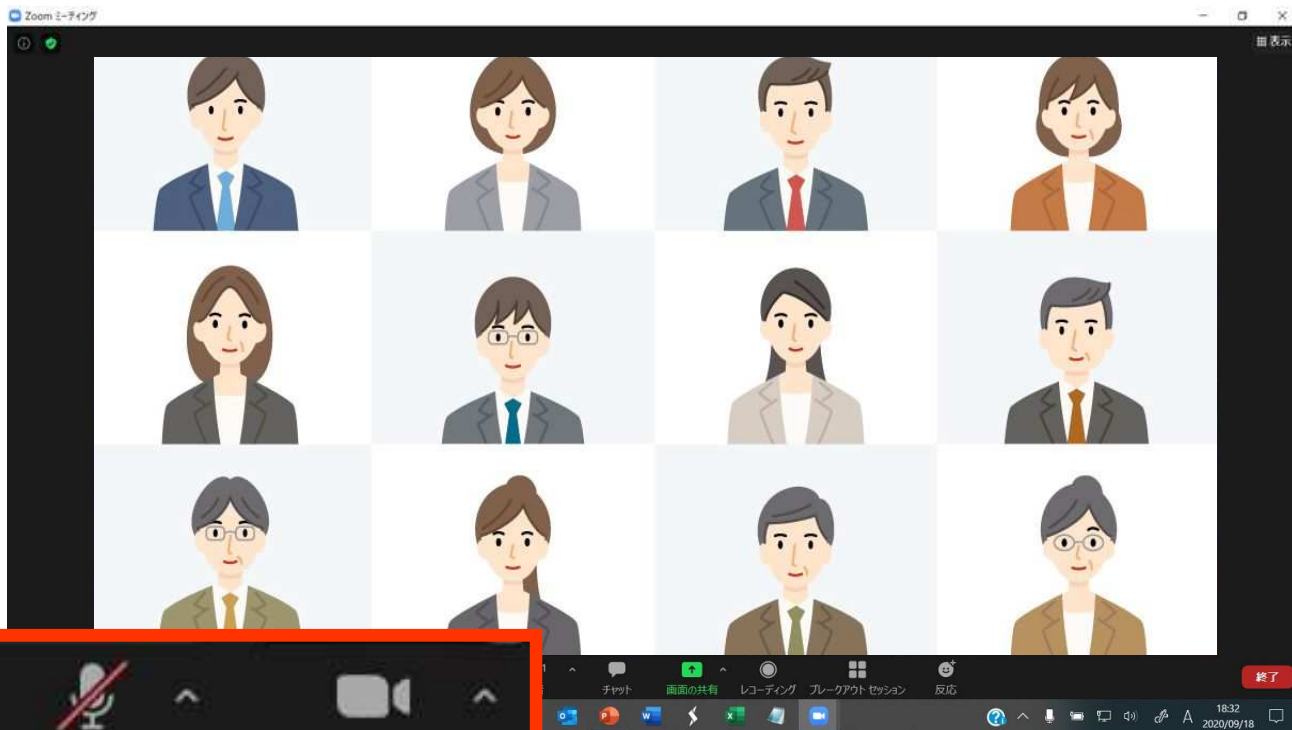 Zoom ミーティング
表示
チャット
画面の共有
レコーディング
ブレークアウト セッション
反応
終了
A
18:32
2020/09/18